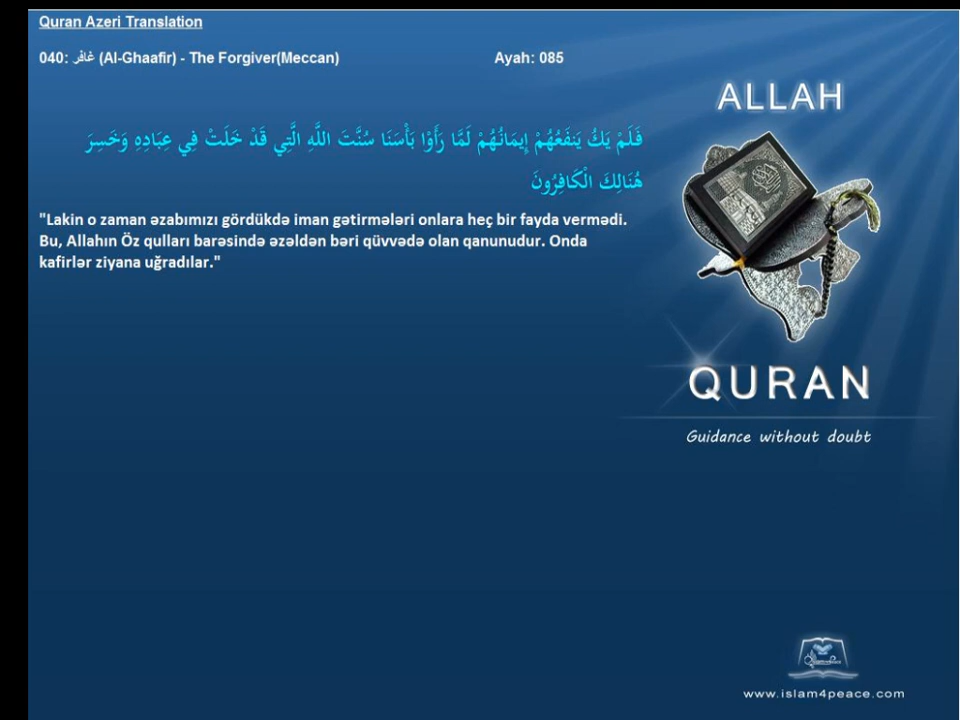 Quran Azeri Translation
040: غافر (Al-Ghaafir) - The Forgiver(Meccan) Ayah: 085
ALLAH
فَلَمْ يَكُ يَنفَعُهُمْ إِيمَانُهُمْ لَمَّا رَأَوْا بَأْسَنَا سُنَّتَ اللَّهِ الَّتِي قَدْ خَلَتْ فِي عِبَادِهِ وَخَسِرَ
هُنَالِكَ الْكَافِرُونَ
"Lakin o zaman əzabımızı gördükdə iman gətirmələri onlara heç bir fayda vermədi.
Bu, Allahın Öz qulları barəsində əzəldən bəri qüvvədə olan qanunudur. Onda
kafirlər ziyana uğradılar."
QURAN
Guidance without doubt
www.islam4peace.com